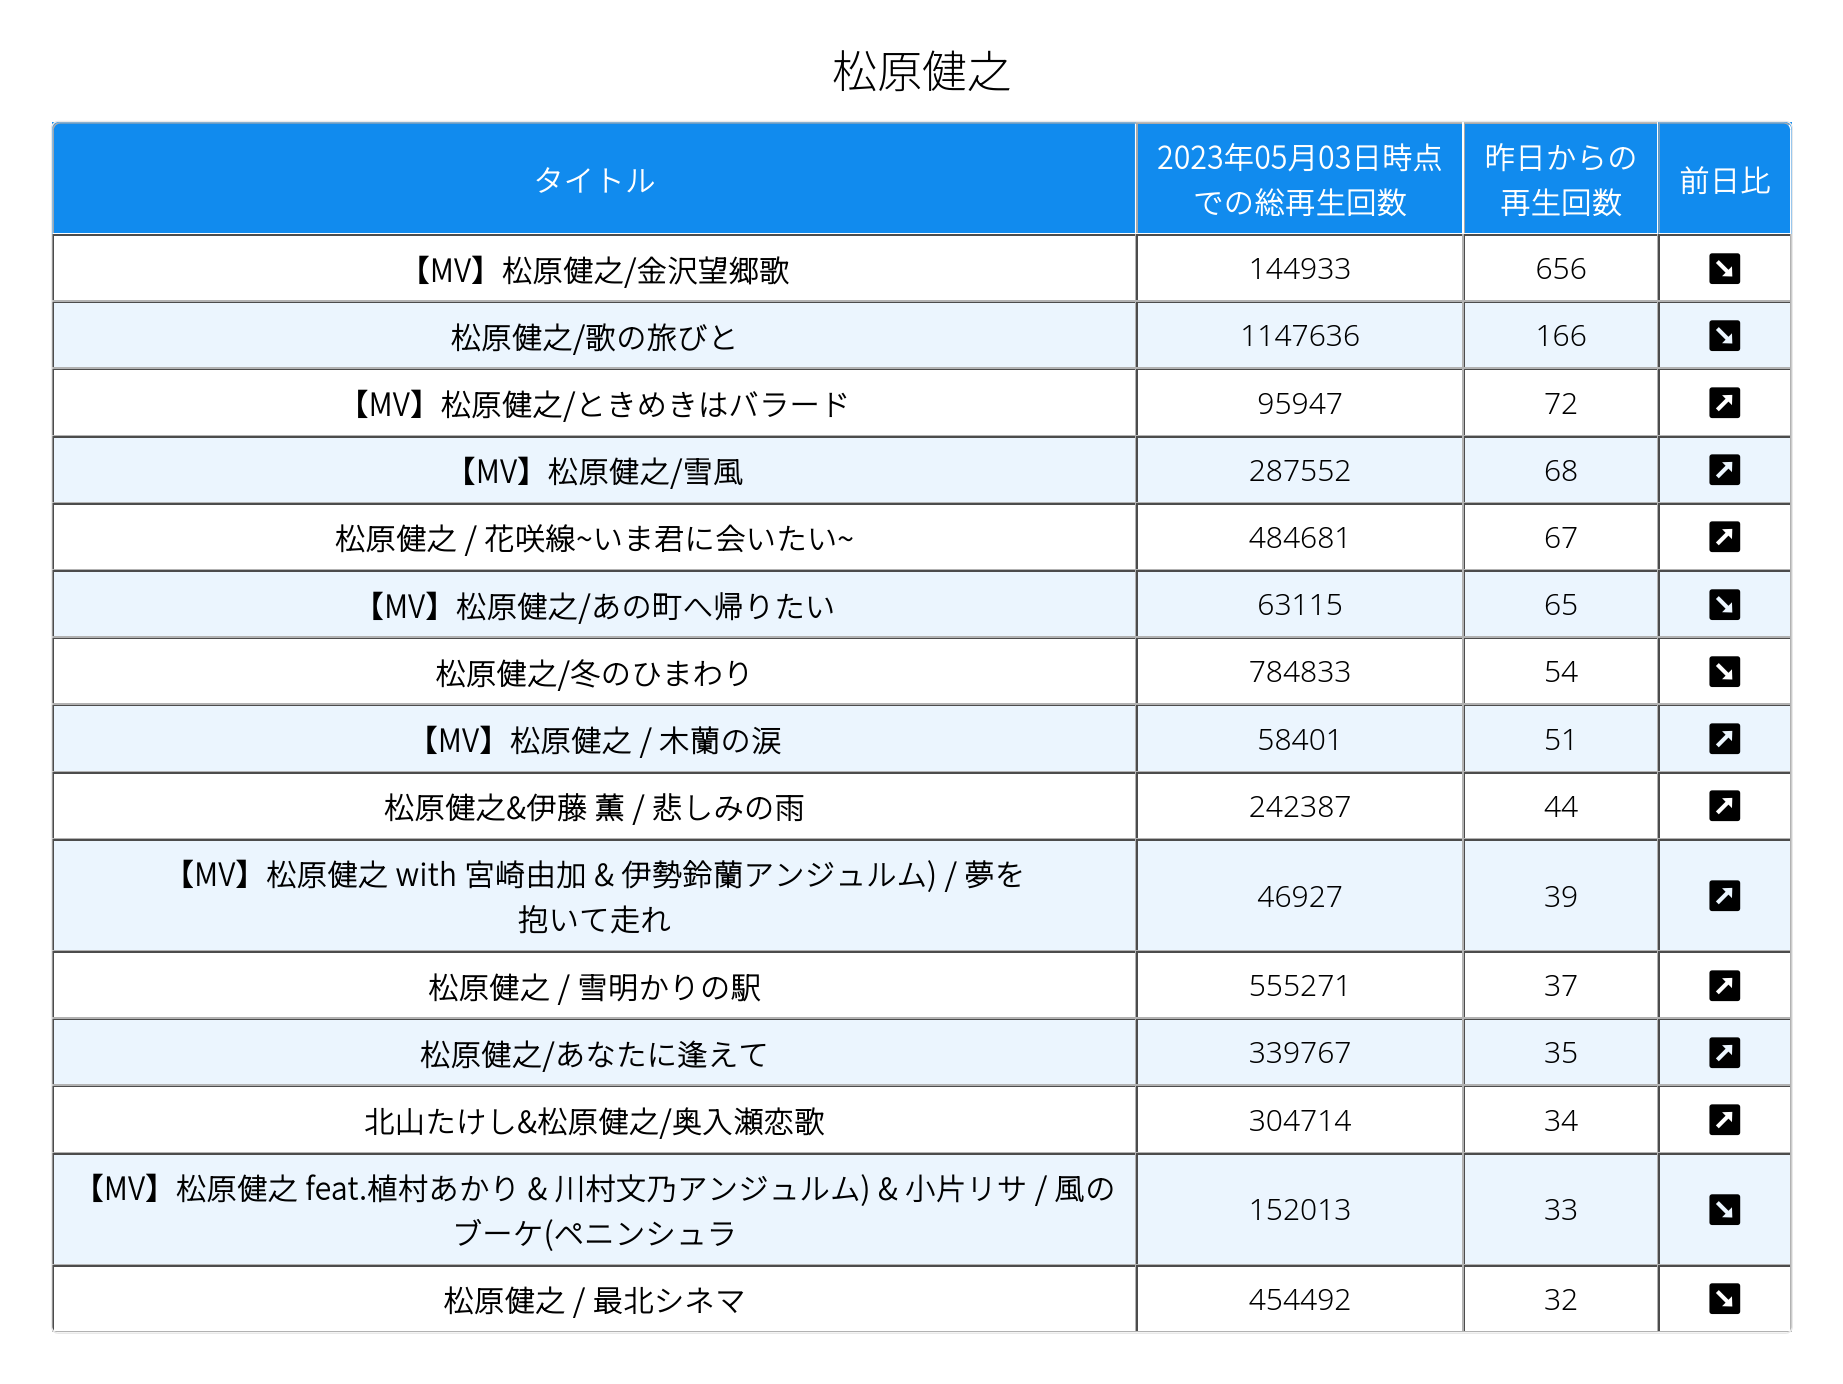 松原健之
タイトル
2023年05月03日時点
での総再生回数
昨日からの
再生回数
前日比
【MV】松原健之/金沢望郷歌 144933 656
松原健之/歌の旅びと 1147636 166
【MV】松原健之/ときめきはバラード 95947 72
【MV】松原健之/雪風 287552 68
松原健之 / 花咲線~いま君に会いたい~ 484681 67
【MV】松原健之/あの町へ帰りたい 63115 65
松原健之/冬のひまわり 784833 54
【MV】松原健之 / 木蘭の涙 58401 51
松原健之&伊藤 薫 / 悲しみの雨 242387 44
【MV】松原健之 with 宮崎由加 & 伊勢鈴蘭アンジュルム) / 夢を
抱いて走れ
46927 39
松原健之 / 雪明かりの駅 555271 37
松原健之/あなたに逢えて 339767 35
北山たけし&松原健之/奥入瀬恋歌 304714 34
【MV】松原健之 feat.植村あかり & 川村文乃アンジュルム) & 小片リサ / 風の
ブーケ(ペニンシュラ
152013 33
松原健之 / 最北シネマ 454492 32